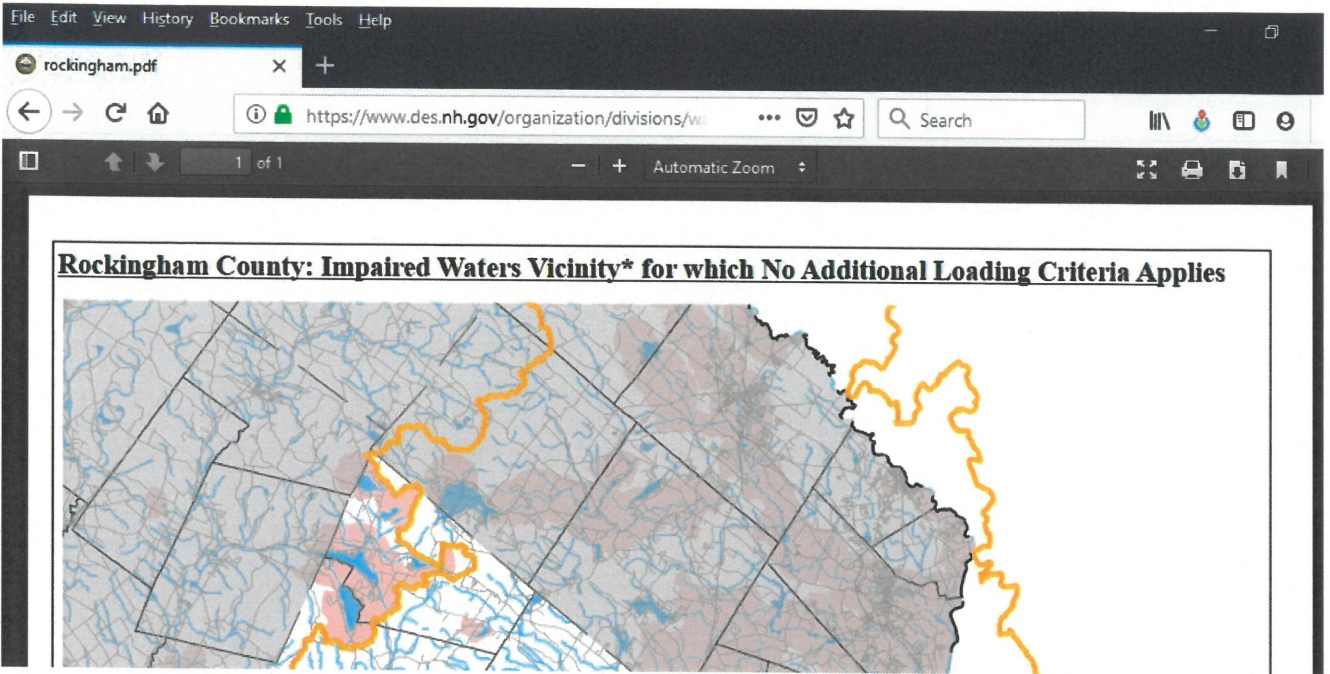 File Edit View History Bookmarks Tools Help
rockingham.pdf
https://www.des.nh.gov/organization/divisions/w
Search
1 of 1
Automatic Zoom
Rockingham County: Impaired Waters Vicinity* for which No Additional Loading Criteria Applies